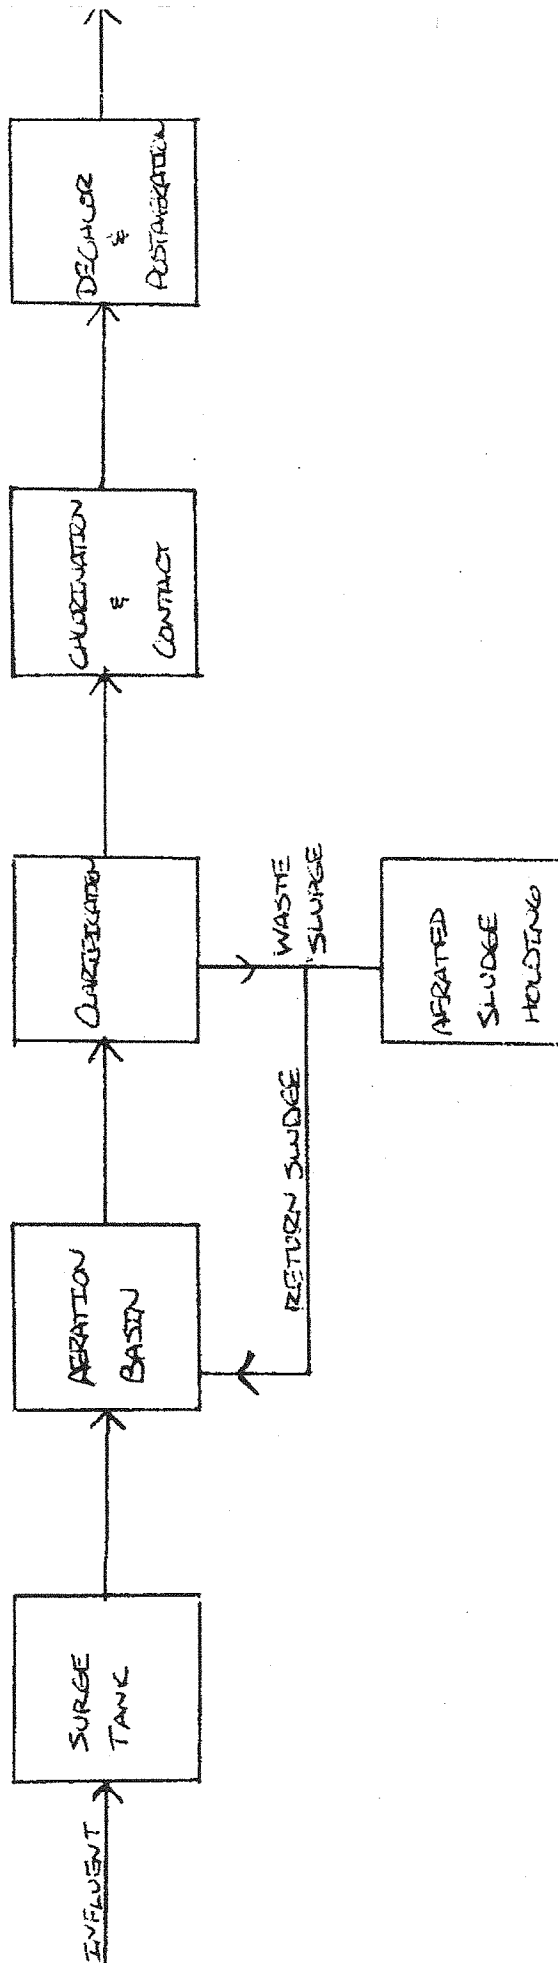 INFLUENT
SURGE
TANK
AERATION
BASIN
RETURN SLUDGE
CLARIFICATION
WASTE
SLUDGE
AERATED
SLUDGE
HOLDING
CHLORINATION
&
CONTACT
DECHLOR
&
POSTAERATION